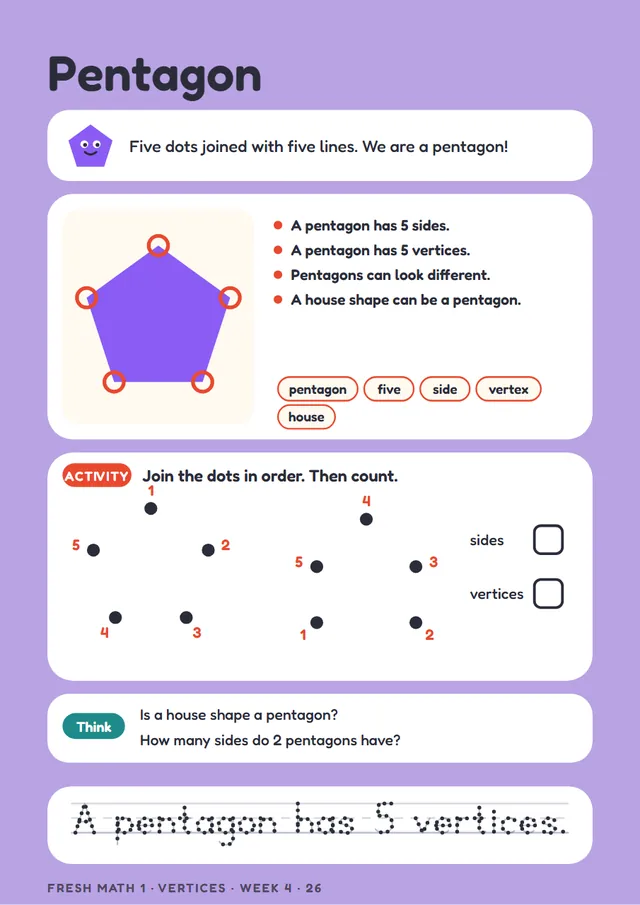 Pentagon
Five dots joined with five lines. We are a pentagon!
A pentagon has 5 sides.
A pentagon has 5 vertices.
Pentagons can look different.
A house shape can be a pentagon.
pentagon five side vertex
house
ACTIVITY Join the dots in order. Then count.
1
5 2
4 3
4
5 3
1 2
sides
vertices
Think
Is a house shape a pentagon?
How many sides do 2 pentagons have?
A pentagon has 5 vertices.
FRESH MATH 1 · VERTICES · WEEK 4 · 26